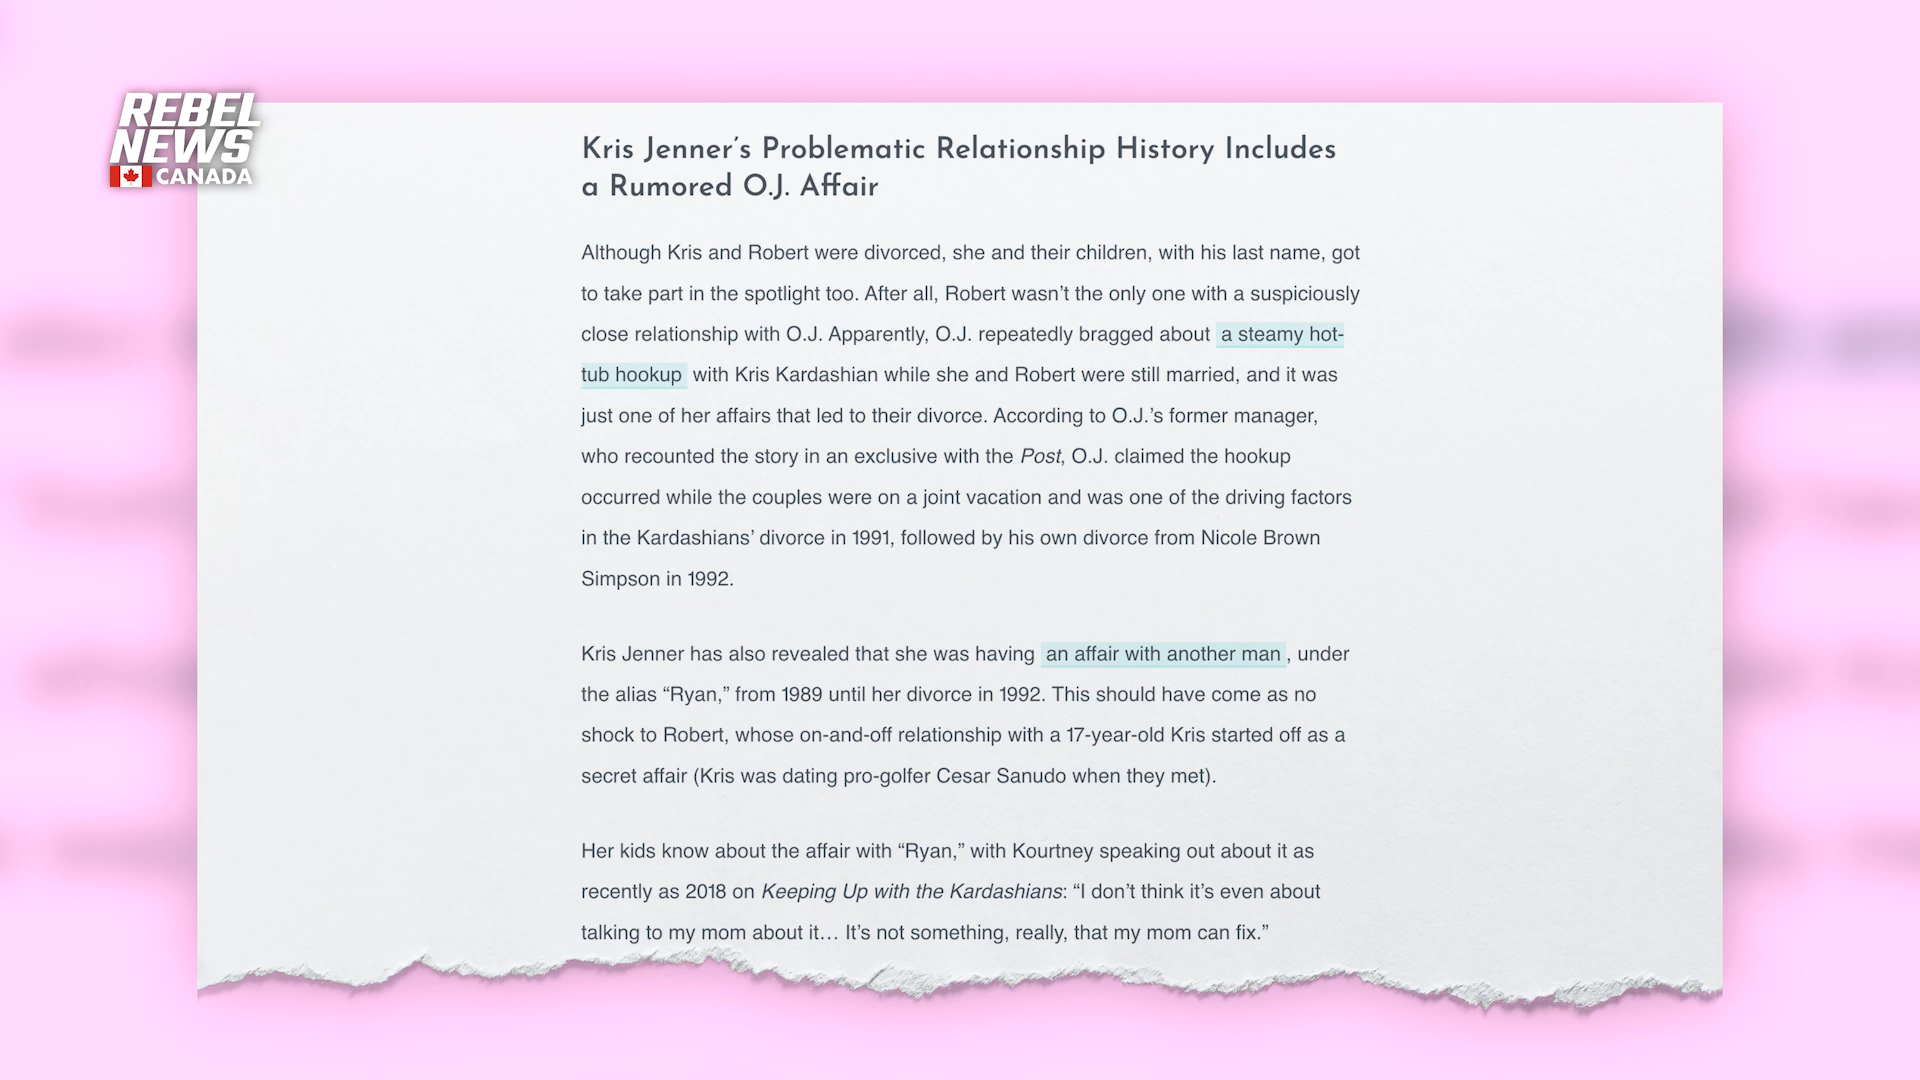 REBEL
NEWS
CANADA
Kris Jenner’s Problematic Relationship History Includes
a Rumored O.J. Affair
Although Kris and Robert were divorced, she and their children, with his last name, got
to take part in the spotlight too. After all, Robert wasn’t the only one with a suspiciously
close relationship with O.J. Apparently, O.J. repeatedly bragged about a steamy hot-
tub hookup with Kris Kardashian while she and Robert were still married, and it was
just one of her affairs that led to their divorce. According to O.J.’s former manager,
who recounted the story in an exclusive with the Post, O.J. claimed the hookup
occurred while the couples were on a joint vacation and was one of the driving factors
in the Kardashians’ divorce in 1991, followed by his own divorce from Nicole Brown
Simpson in 1992.
Kris Jenner has also revealed that she was having an affair with another man , under
the alias “Ryan,” from 1989 until her divorce in 1992. This should have come as no
shock to Robert, whose on-and-off relationship with a 17-year-old Kris started off as a
secret affair (Kris was dating pro-golfer Cesar Sanudo when they met).
Her kids know about the affair with “Ryan,” with Kourtney speaking out about it as
recently as 2018 on Keeping Up with the Kardashians: “I don’t think it’s even about
talking to my mom about it… It’s not something, really, that my mom can fix.”